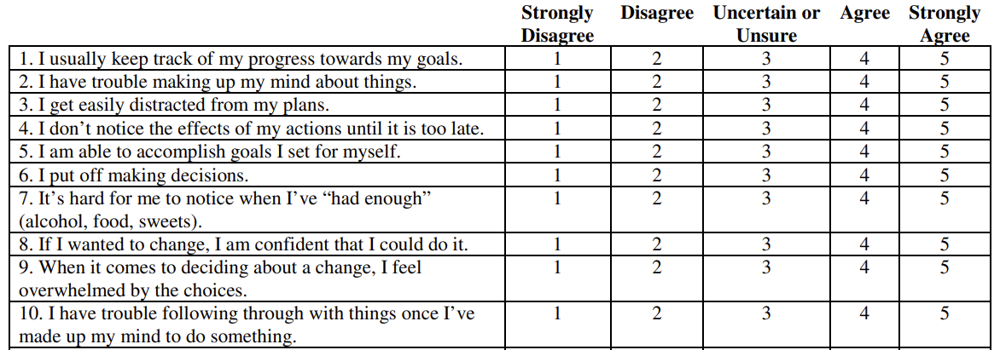 Strongly Disagree Uncertain or Agree Strongly
Disagree Unsure Agree
1. I usually keep track of my progress towards my goals. 1 2 3 4 5
2. I have trouble making up my mind about things. 1 2 3 4 5
3. I get easily distracted from my plans. 1 2 3 4 5
4. I don’t notice the effects of my actions until it is too late. 1 2 3 4 5
5. I am able to accomplish goals I set for myself. 1 2 3 4 5
6. I put off making decisions. 1 2 3 4 5
7. It’s hard for me to notice when I’ve “had enough” 1 2 3 4 5
(alcohol, food, sweets).
8. If I wanted to change, I am confident that I could do it. 1 2 3 4 5
9. When it comes to deciding about a change, I feel 1 2 3 4 5
overwhelmed by the choices.
10. I have trouble following through with things once I’ve 1 2 3 4 5
made up my mind to do something.